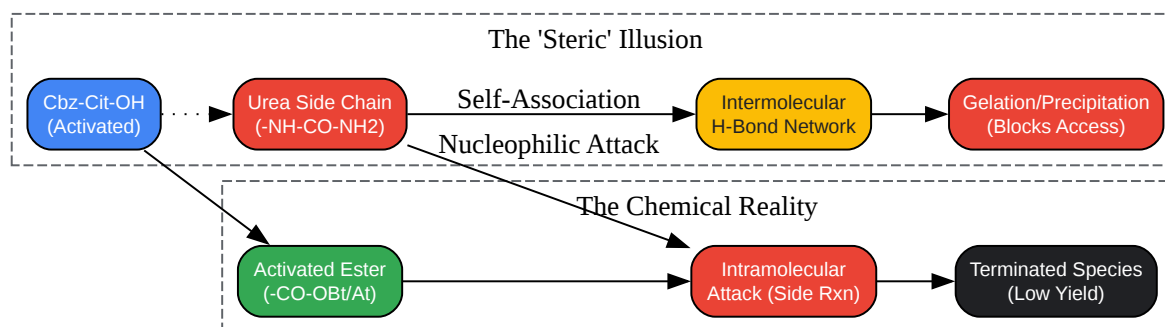 The 'Steric' Illusion
Cbz-Cit-OH
(Activated)
Urea Side Chain
(-NH-CO-NH2)
Self-Association
Intermolecular
H-Bond Network
Gelation/Precipitation
(Blocks Access)
Nucleophilic Attack
The Chemical Reality
Activated Ester
(-CO-OBt/At)
Intramolecular
Attack (Side Rxn)
Terminated Species
(Low Yield)